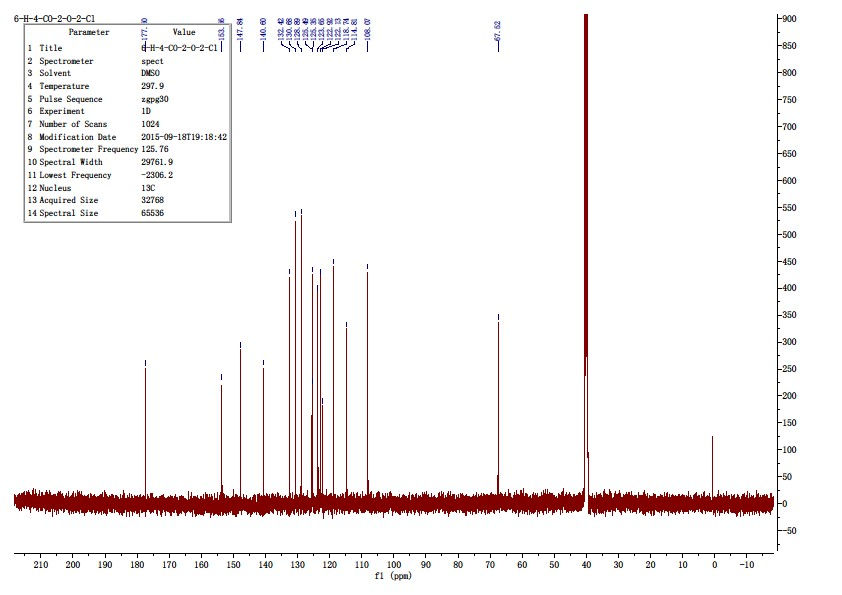 6-H-4-CO-2-O-2-Cl
Parameter Value
1 Title 6-H-4-CO-2-O-2-Cl
2 Spectrometer spect
3 Solvent DMSO
4 Temperature 297.9
5 Pulse Sequence zgpg30
6 Experiment 1D
7 Number of Scans 1024
8 Modification Date 2015-09-18T19:18:42
9 Spectrometer Frequency 125.76
10 Spectral Width 29761.9
11 Lowest Frequency -2306.2
12 Nucleus 13C
13 Acquired Size 32768
14 Spectral Size 65536
147.84
140.60
132.42
130.68
128.89
125.49
125.35
123.65
122.92
122.13
118.74
114.81
108.07
67.52
900
850
800
750
700
650
600
550
500
450
400
350
300
250
200
150
100
50
0
-50
210 200 190 180 170 160 150 140 130 120 110 100 90 80 70 60 50 40 30 20 10 0 -10
f1 (ppm)